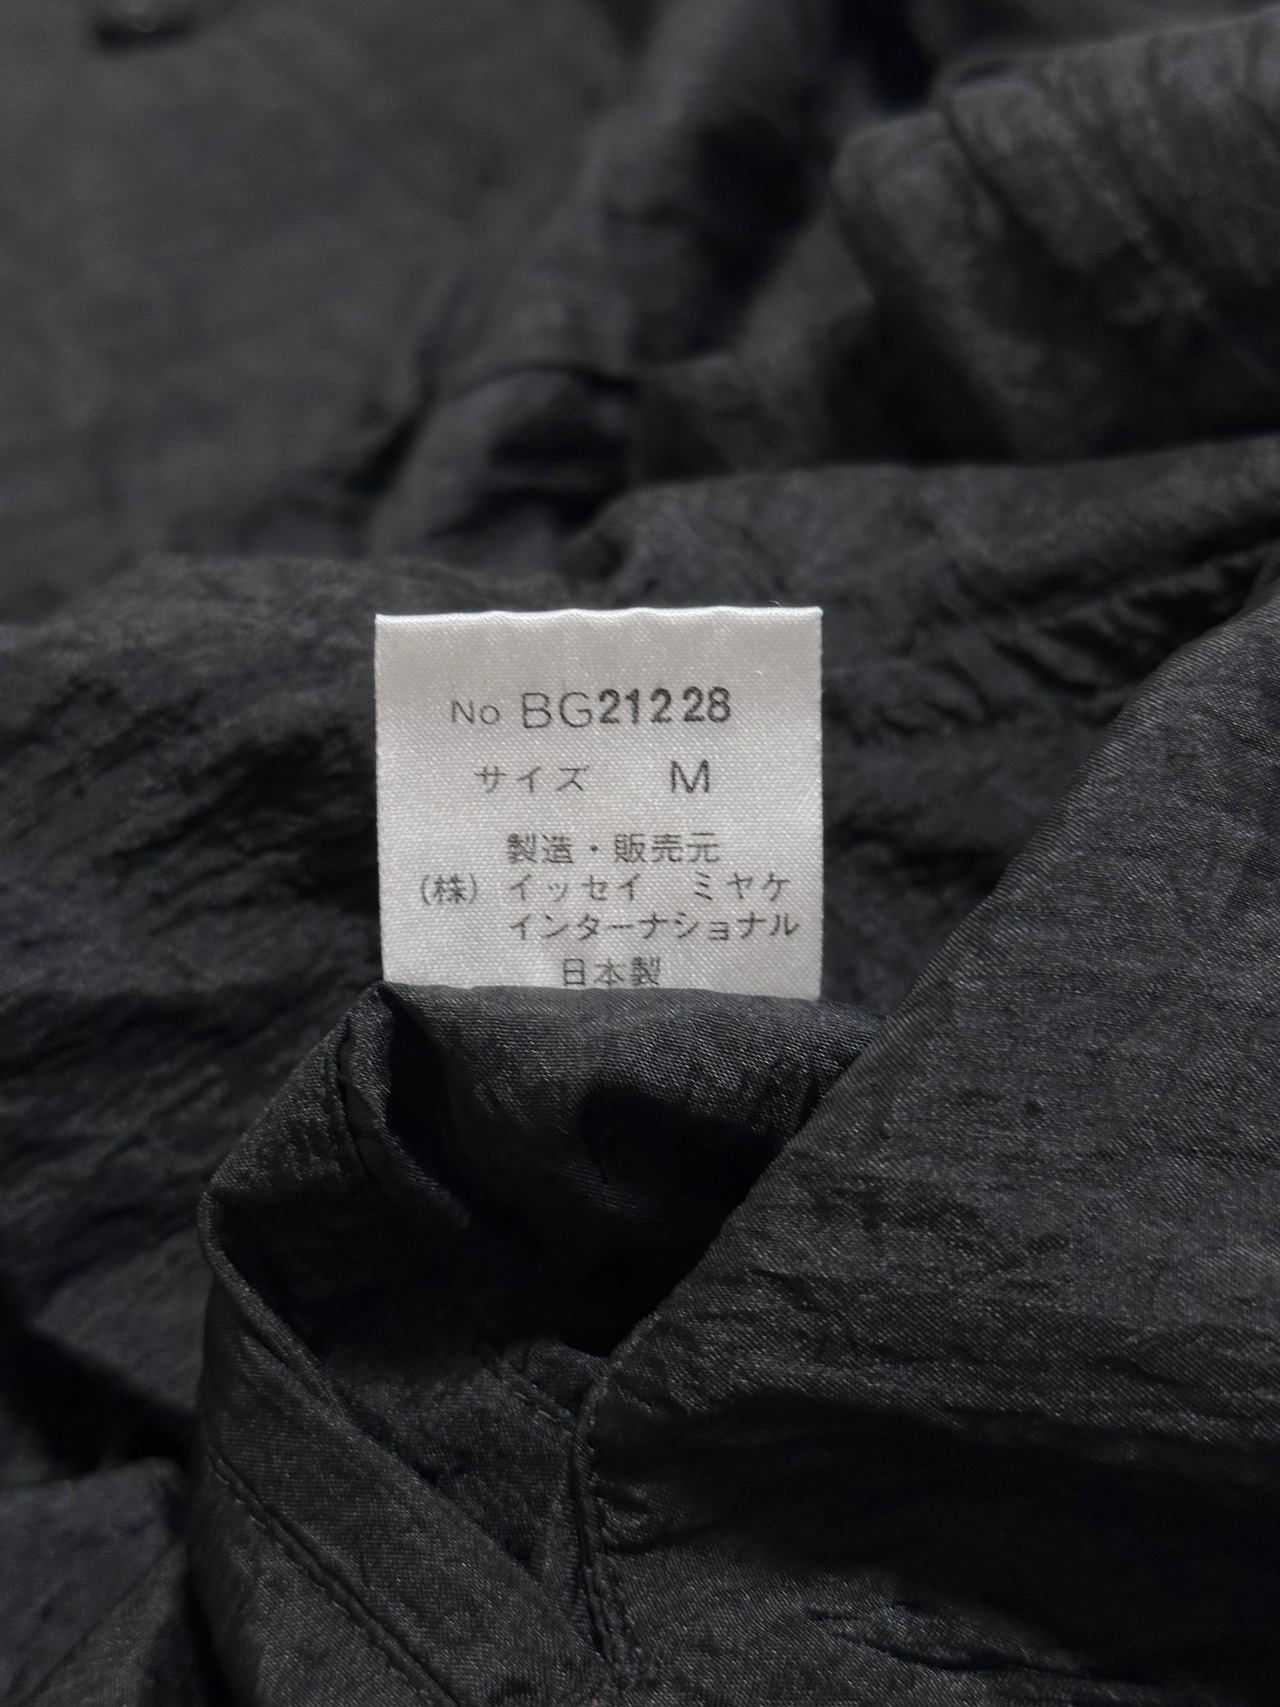 No BG21228
サイズ M
製造・販売元
(株) イッセイ ミヤケ
インターナショナル
日本製